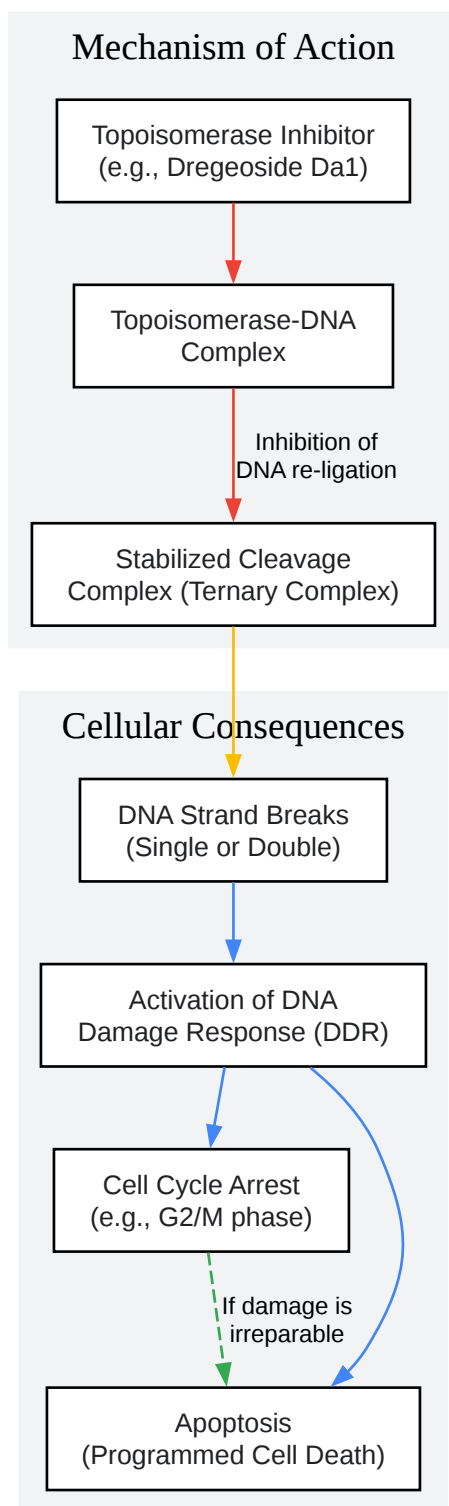 Mechanism of Action
Topoisomerase Inhibitor
(e.g., Dregeoside Da1)
Topoisomerase-DNA
Complex
Inhibition of
DNA re-ligation
Stabilized Cleavage
Complex (Ternary Complex)
Cellular Consequences
DNA Strand Breaks
(Single or Double)
Activation of DNA
Damage Response (DDR)
Cell Cycle Arrest
(e.g., G2/M phase)
If damage is
irreparable
Apoptosis
(Programmed Cell Death)